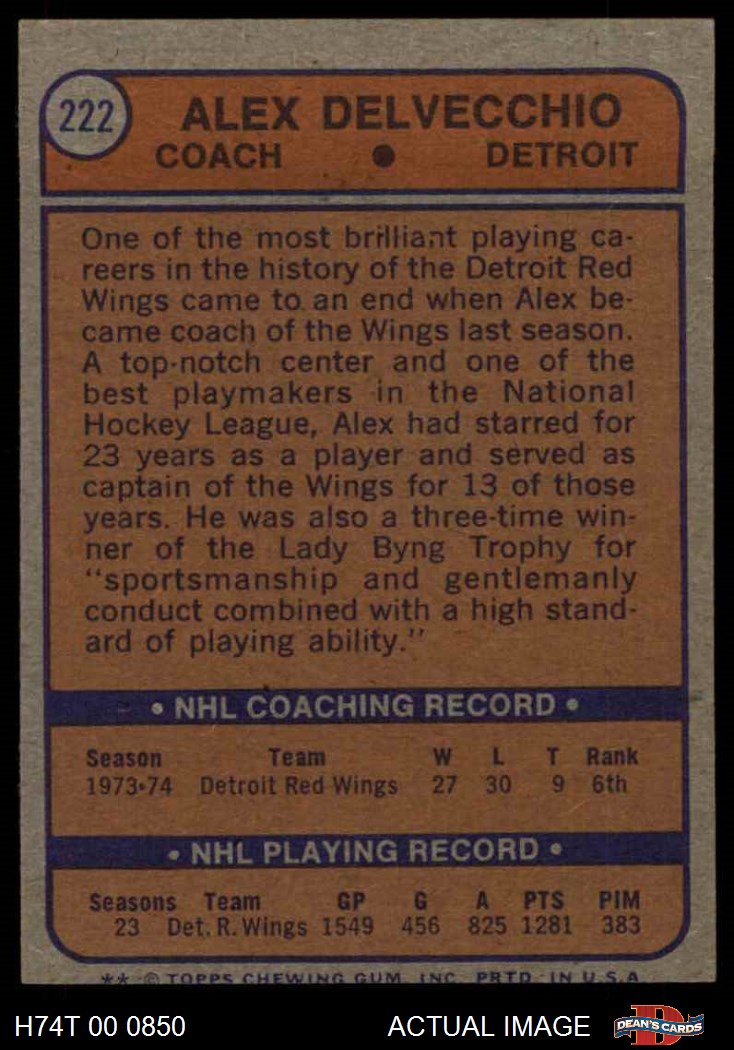 222
ALEX DELVECCHIO
COACH • DETROIT
One of the most brilliant playing ca-
reers in the history of the Detroit Red
Wings came to an end when Alex be-
came coach of the Wings last season.
A top-notch center and one of the
best playmakers in the National
Hockey League, Alex had starred for
23 years as a player and served as
captain of the Wings for 13 of those
years. He was also a three-time win-
ner of the Lady Byng Trophy for
"sportsmanship and gentlemanly
conduct combined with a high stand-
ard of playing ability."
• NHL COACHING RECORD •
Season Team W L T Rank
1973-74 Detroit Red Wings 27 30 9 6th
• NHL PLAYING RECORD •
Seasons Team GP G A PTS PIM
23 Det. R. Wings 1549 456 825 1281 383
** © TOPPS CHEWING GUM, INC. PRTD. IN U.S.A
H74T 00 0850 ACTUAL IMAGE
D
DEAN'S CARDS